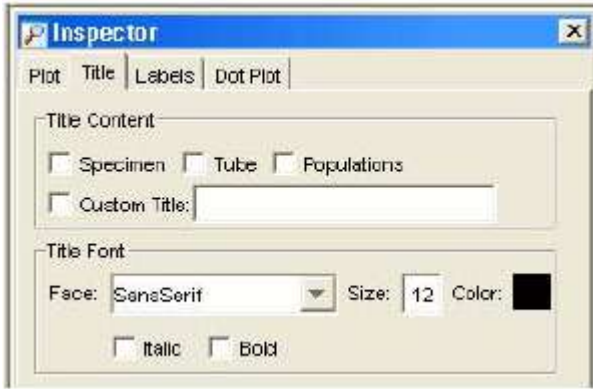 Inspector
Plot Title Labels Dot Plot
Title Content
Specimen Tube Populations
Custom Title:
Title Font
Face: SansSerif Size: 12 Color:
Italic Bold